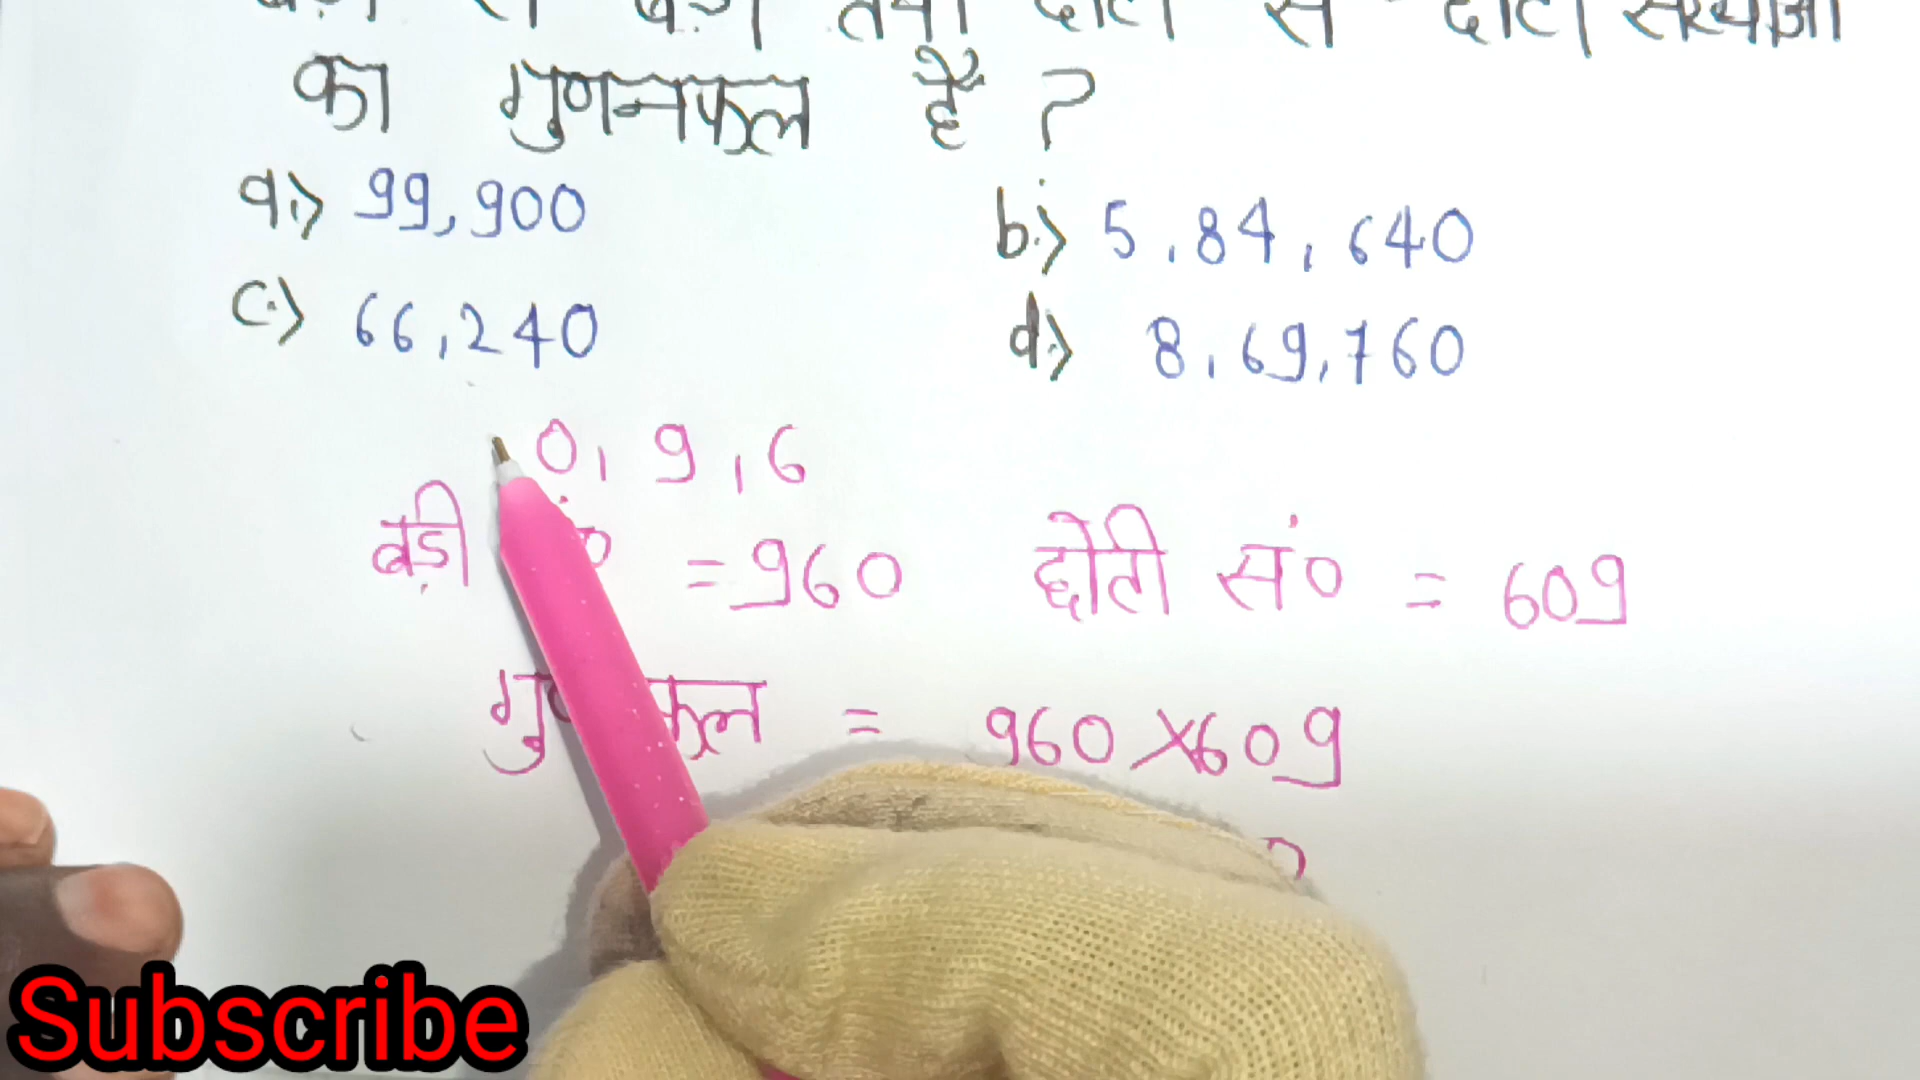 का गुणनफल हैं ?
a.) 99,900 b.) 5,84,640
c.) 66,240 d.) 8,69,760
0, 9, 6
बड़ी = 960 छोटी सं० = 609
= 960 × 609
Subscribe